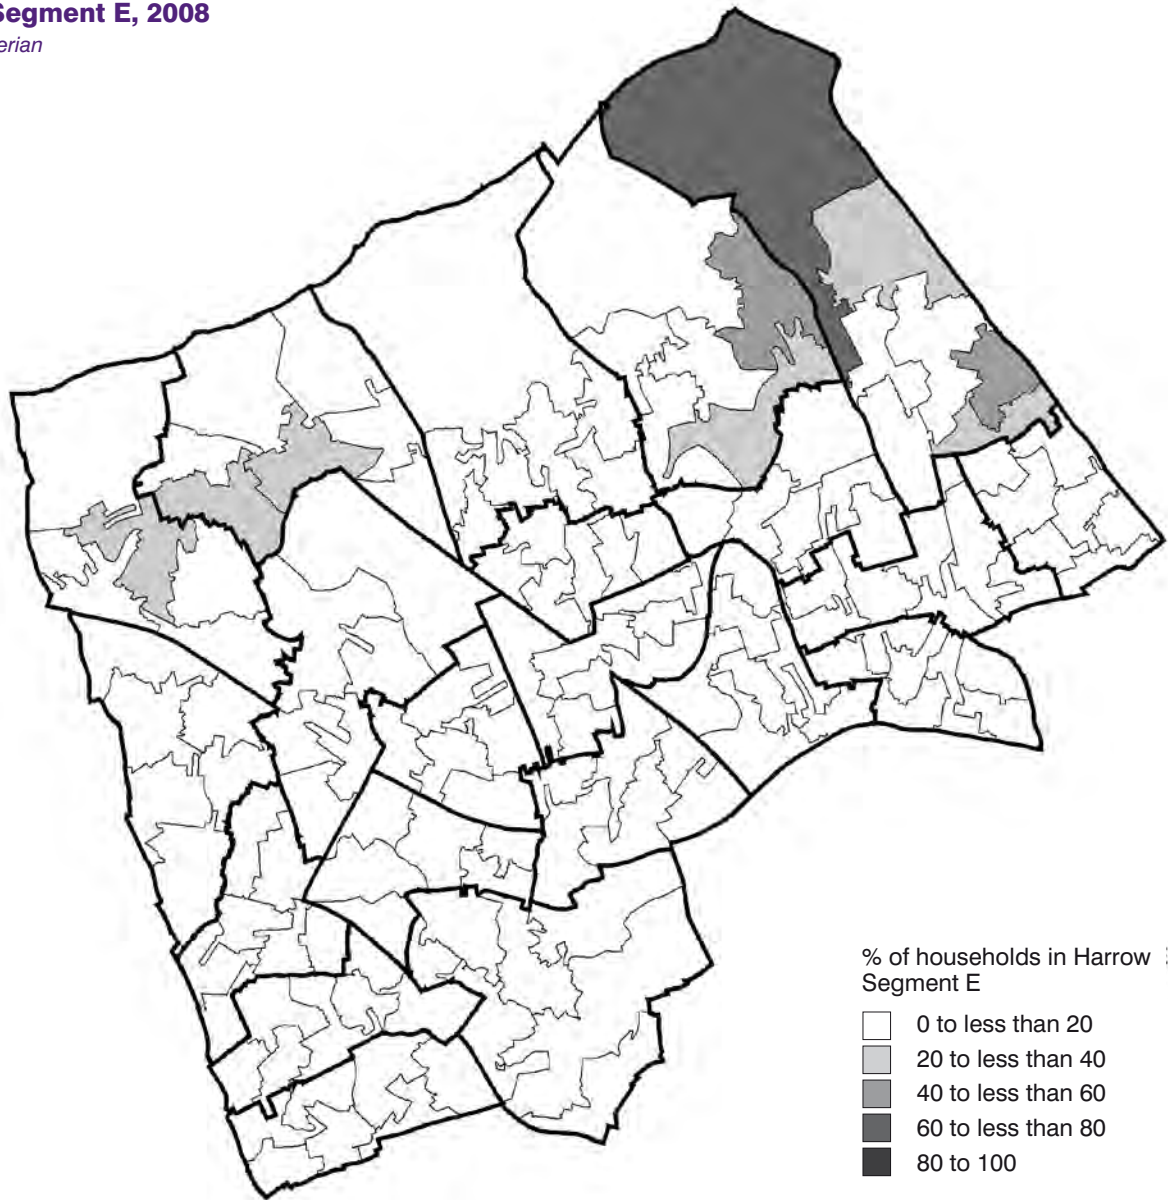 Segment E, 2008
% of households in Harrow
Segment E
0 to less than 20
20 to less than 40
40 to less than 60
60 to less than 80
80 to 100